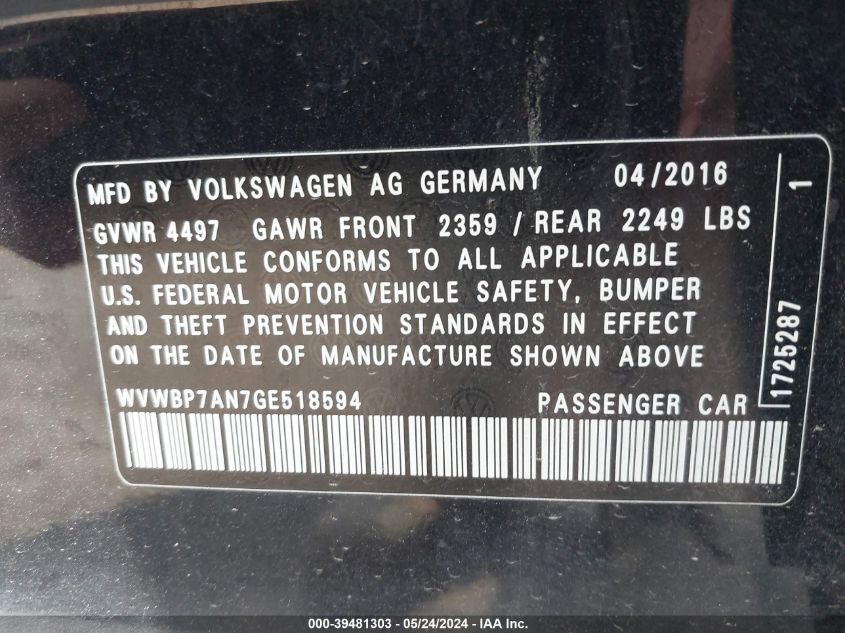 MFD BY VOLKSWAGEN AG GERMANY 04/2016
GVWR 4497 GAWR FRONT 2359 / REAR 2249 LBS
THIS VEHICLE CONFORMS TO ALL APPLICABLE
U.S. FEDERAL MOTOR VEHICLE SAFETY, BUMPER
AND THEFT PREVENTION STANDARDS IN EFFECT
ON THE DATE OF MANUFACTURE SHOWN ABOVE
WVWBP7AN7GE518594 PASSENGER CAR
1725287 1
000-39481303 / 05/24/2024 - IAA Inc.